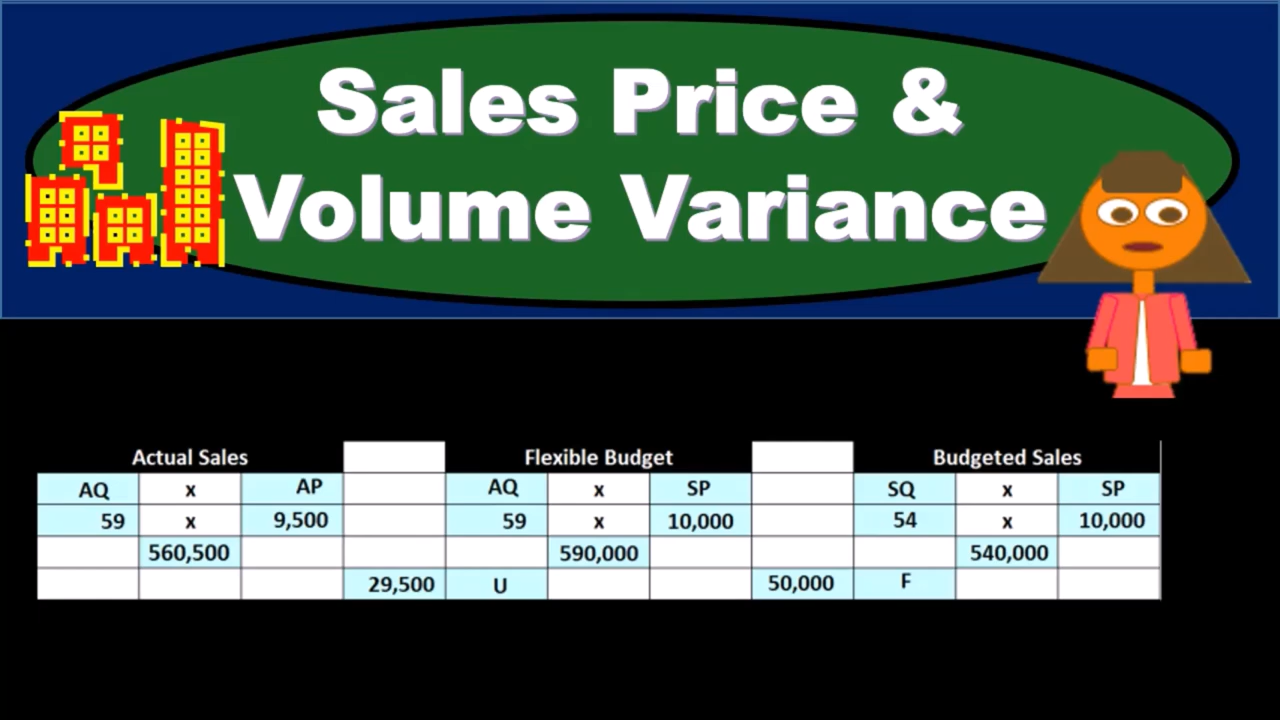 Sales Price &
Volume Variance
Actual Sales Flexible Budget Budgeted Sales
AQ x AP AQ x SP SQ x SP
59 x 9,500 59 x 10,000 54 x 10,000
560,500 590,000 540,000
29,500 U 50,000 F